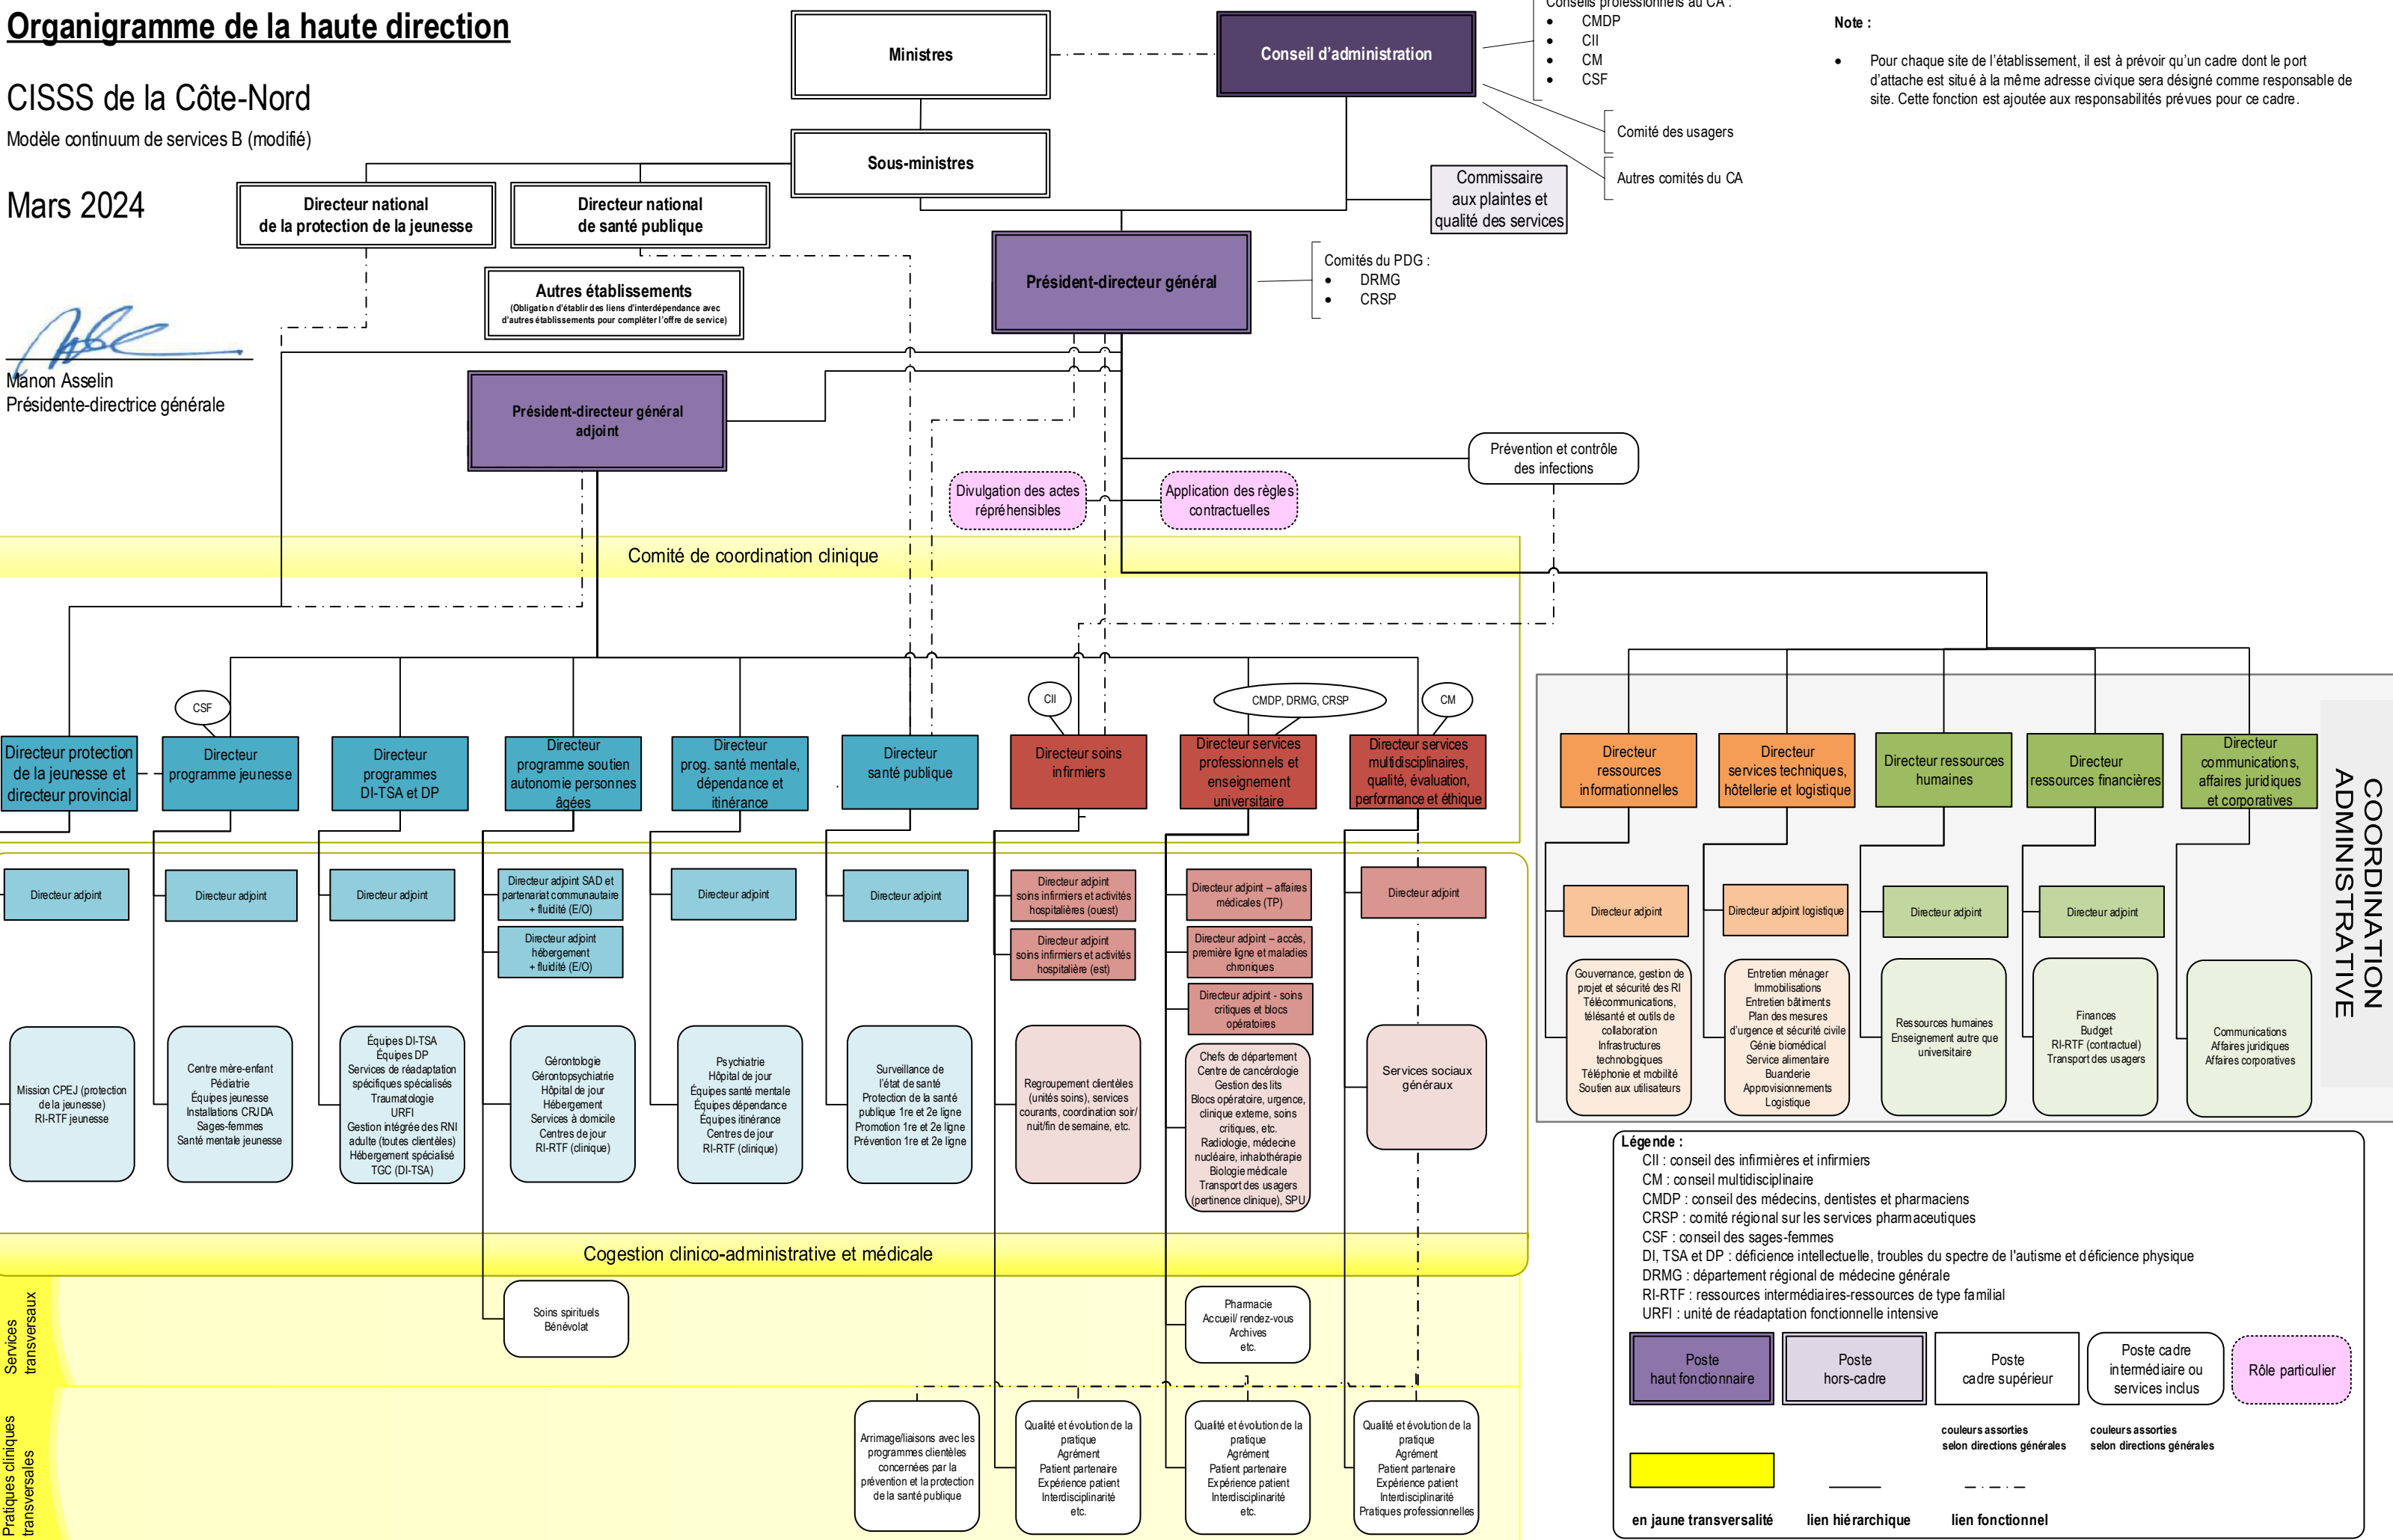 Organigramme de la haute direction
CISSS de la Côte-Nord
Modèle continuum de services B (modifié)
Mars 2024
Manon Asselin
Présidente-directrice générale
Ministres
Conseil d'administration
Conseils professionnels au CA :
• CMDP
• CII
• CM
• CSF
Note :
• Pour chaque site de l'établissement, il est à prévoir qu'un cadre dont le port
d'attache est situé à la même adresse civique sera désigné comme responsable de
site. Cette fonction est ajoutée aux responsabilités prévues pour ce cadre.
Comité des usagers
Autres comités du CA
Sous-ministres
Commissaire
aux plaintes et
qualité des services
Directeur national
de la protection de la jeunesse
Directeur national
de santé publique
Autres établissements
(Obligation d'établir des liens d'interdépendance avec
d'autres établissements pour compléter l'offre de service)
Président-directeur général
Comités du PDG :
• DRMG
• CRSP
Président-directeur général
adjoint
Prévention et contrôle
des infections
Divulgation des actes
répréhensibles
Application des règles
contractuelles
Comité de coordination clinique
CSF
CII
CMDP, DRMG, CRSP
CM
Directeur protection
de la jeunesse et
directeur provincial
Directeur
programme jeunesse
Directeur
programmes
DI-TSA et DP
Directeur
programme soutien
autonomie personnes
âgées
Directeur
prog. santé mentale,
dépendance et
itinérance
Directeur
santé publique
Directeur soins
infirmiers
Directeur services
professionnels et
enseignement
universitaire
Directeur services
multidisciplinaires,
qualité, évaluation,
performance et éthique
Directeur
ressources
informationnelles
Directeur
services techniques,
hôtellerie et logistique
Directeur ressources
humaines
Directeur
ressources financières
Directeur
communications,
affaires juridiques
et corporatives
COORDINATION
ADMINISTRATIVE
Directeur adjoint
Directeur adjoint
Directeur adjoint
Directeur adjoint SAD et
partenariat communautaire
+ fluidité (E/O)
Directeur adjoint
hébergement
+ fluidité (E/O)
Directeur adjoint
Directeur adjoint
Directeur adjoint
soins infirmiers et activités
hospitalières (ouest)
Directeur adjoint
soins infirmiers et activités
hospitalière (est)
Directeur adjoint – affaires
médicales (TP)
Directeur adjoint – accès,
première ligne et maladies
chroniques
Directeur adjoint - soins
critiques et blocs
opératoires
Directeur adjoint
Directeur adjoint
Directeur adjoint logistique
Directeur adjoint
Directeur adjoint
Mission CPEJ (protection
de la jeunesse)
RI-RTF jeunesse
Centre mère-enfant
Pédiatrie
Équipes jeunesse
Installations CRJDA
Sages-femmes
Santé mentale jeunesse
Équipes DI-TSA
Équipes DP
Services de réadaptation
spécifiques spécialisés
Traumatologie
URFI
Gestion intégrée des RNI
adulte (toutes clientèles)
Hébergement spécialisé
TGC (DI-TSA)
Gérontologie
Gérontopsychiatrie
Hôpital de jour
Hébergement
Services à domicile
Centres de jour
RI-RTF (clinique)
Psychiatrie
Hôpital de jour
Équipes santé mentale
Équipes dépendance
Équipes itinérance
Centres de jour
RI-RTF (clinique)
Surveillance de
l'état de santé
Protection de la santé
publique 1re et 2e ligne
Promotion 1re et 2e ligne
Prévention 1re et 2e ligne
Regroupement clientèles
(unités soins), services
courants, coordination soir/
nuit/fin de semaine, etc.
Chefs de département
Centre de cancérologie
Gestion des lits
Blocs opératoire, urgence,
clinique externe, soins
critiques, etc.
Radiologie, médecine
nucléaire, inhalothérapie
Biologie médicale
Transport des usagers
(pertinence clinique), SPU
Services sociaux
généraux
Gouvernance, gestion de
projet et sécurité des RI
Télécommunications,
télésanté et outils de
collaboration
Infrastructures
technologiques
Téléphonie et mobilité
Soutien aux utilisateurs
Entretien ménager
Immobilisations
Entretien bâtiments
Plan des mesures
d'urgence et sécurité civile
Génie biomédical
Service alimentaire
Buanderie
Approvisionnements
Logistique
Ressources humaines
Enseignement autre que
universitaire
Finances
Budget
RI-RTF (contractuel)
Transport des usagers
Communications
Affaires juridiques
Affaires corporatives
Cogestion clinico-administrative et médicale
Services
transversaux
Soins spirituels
Bénévolat
Pharmacie
Accueil/ rendez-vous
Archives
etc.
Pratiques cliniques
transversales
Arrimage/liaisons avec les
programmes clientèles
concernées par la
prévention et la protection
de la santé publique
Qualité et évolution de la
pratique
Agrément
Patient partenaire
Expérience patient
Interdisciplinarité
etc.
Qualité et évolution de la
pratique
Agrément
Patient partenaire
Expérience patient
Interdisciplinarité
etc.
Qualité et évolution de la
pratique
Agrément
Patient partenaire
Expérience patient
Interdisciplinarité
Pratiques professionnelles
Légende :
CII : conseil des infirmières et infirmiers
CM : conseil multidisciplinaire
CMDP : conseil des médecins, dentistes et pharmaciens
CRSP : comité régional sur les services pharmaceutiques
CSF : conseil des sages-femmes
DI, TSA et DP : déficience intellectuelle, troubles du spectre de l'autisme et déficience physique
DRMG : département régional de médecine générale
RI-RTF : ressources intermédiaires-ressources de type familial
URFI : unité de réadaptation fonctionnelle intensive
Poste
haut fonctionnaire
Poste
hors-cadre
Poste
cadre supérieur
Poste cadre
intermédiaire ou
services inclus
Rôle particulier
couleurs assorties
selon directions générales
couleurs assorties
selon directions générales
en jaune transversalité
lien hiérarchique
lien fonctionnel